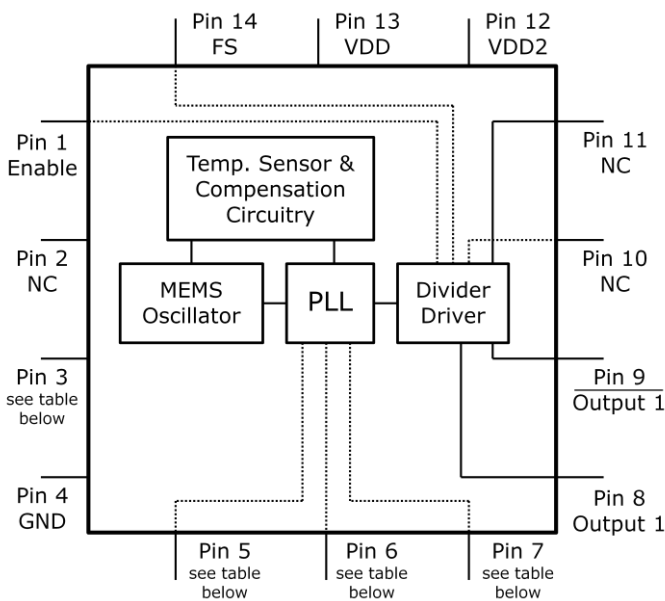 Pin 14
FS
Pin 13
VDD
Pin 12
VDD2
Pin 1
Enable
Pin 11
NC
Temp. Sensor &
Compensation
Circuitry
Pin 2
NC
Pin 10
NC
MEMS
Oscillator
PLL
Divider
Driver
Pin 3
see table
below
Pin 9
Output 1
Pin 4
GND
Pin 8
Output 1
Pin 5
see table
below
Pin 6
see table
below
Pin 7
see table
below